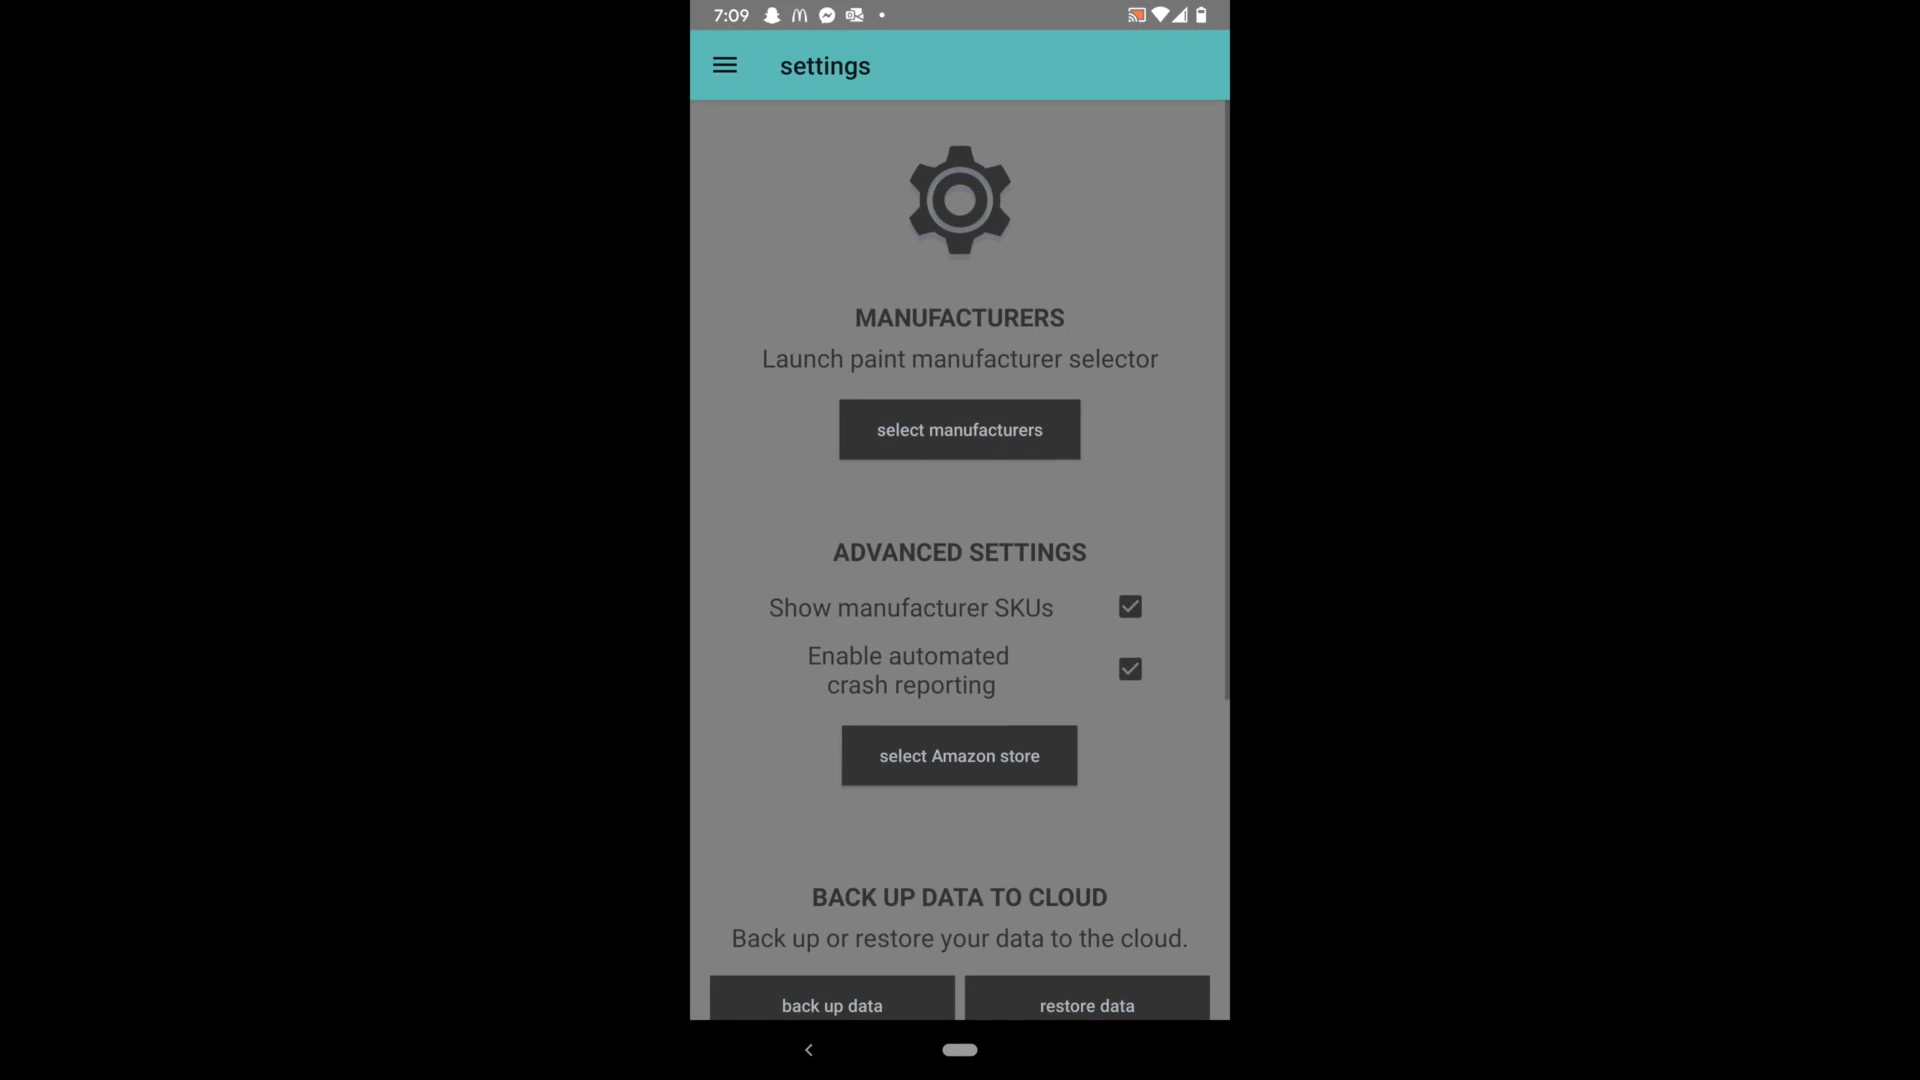 7:09
settings
MANUFACTURERS
Launch paint manufacturer selector
select manufacturers
ADVANCED SETTINGS
Show manufacturer SKUs
Enable automated
crash reporting
select Amazon store
BACK UP DATA TO CLOUD
Back up or restore your data to the cloud.
back up data
restore data